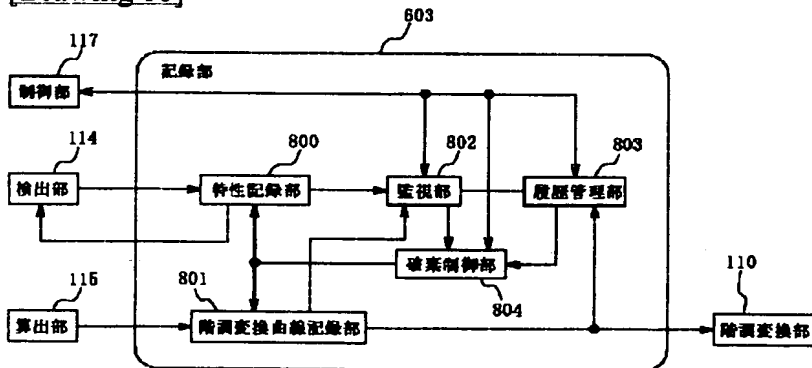 603
117
記録部
制御部
114
800
802
803
検出部
特性記録部
監視部
履歴管理部
115
801
破棄制御部
804
110
算出部
階調変換曲線記録部
階調変換部